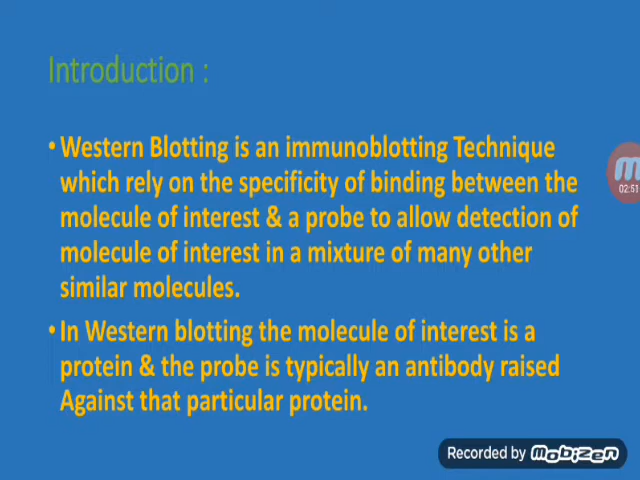 Introduction :
• Western Blotting is an immunoblotting Technique
which rely on the specificity of binding between the
molecule of interest & a probe to allow detection of
molecule of interest in a mixture of many other
similar molecules.
• In Western blotting the molecule of interest is a
protein & the probe is typically an antibody raised
Against that particular protein.
02:51
Recorded by mobizen